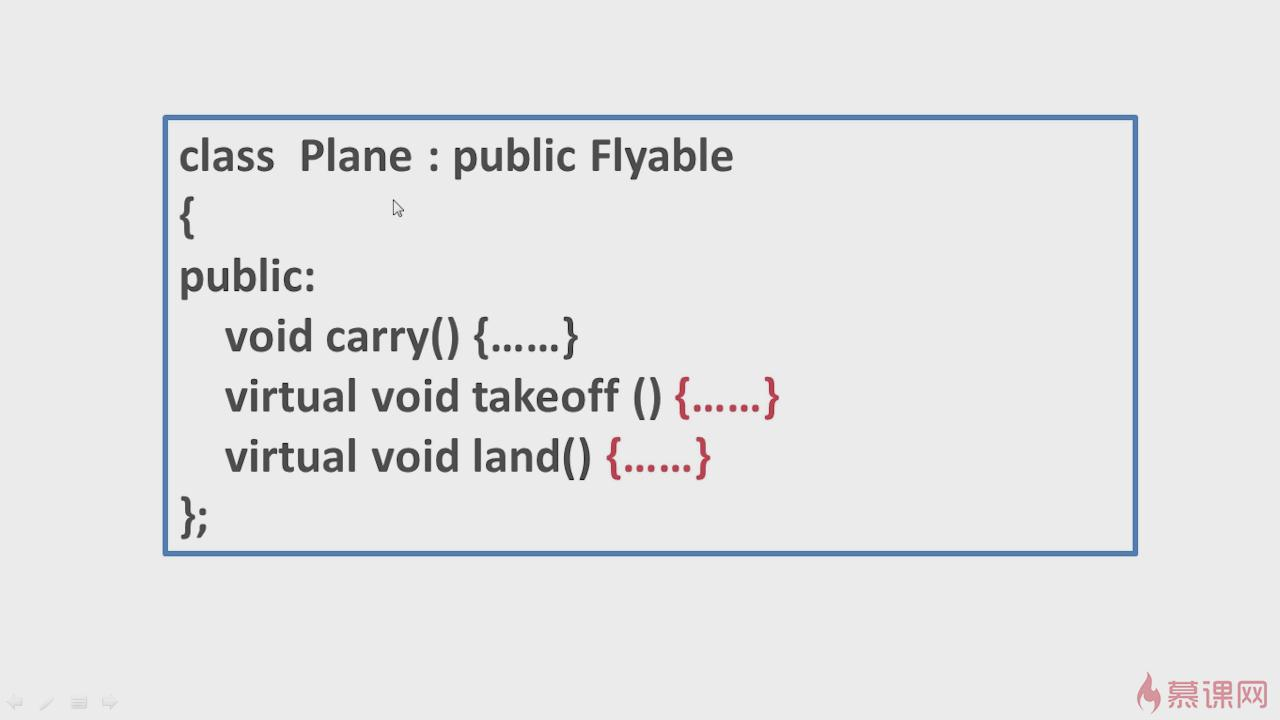 class  Plane : public Flyable
{
public:
    void carry() {……}
    virtual void takeoff () {……}
    virtual void land() {……}
};
慕课网